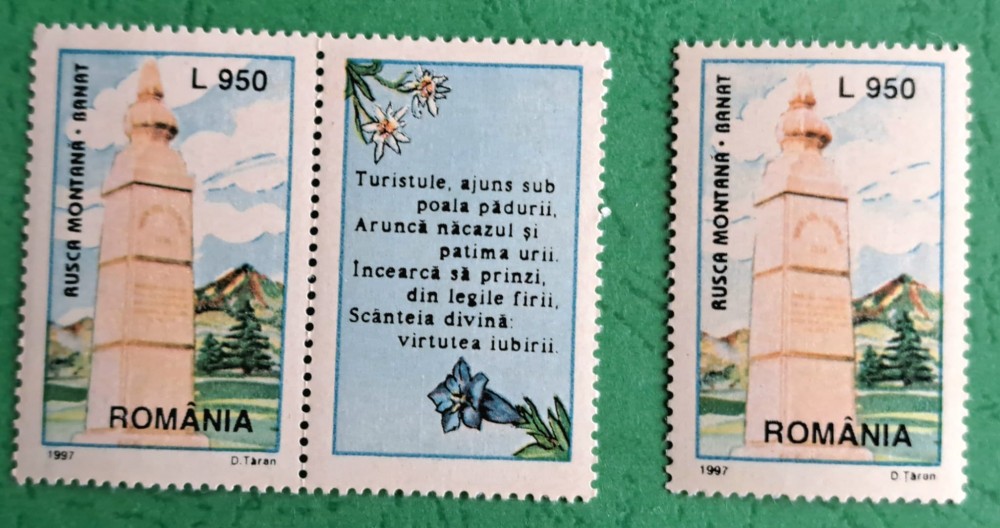 L 950
RUSCA MONTANĂ · BANAT
ROMÂNIA
1997
D. Țăran
Turistule, ajuns sub
poala pădurii,
Aruncă năcazul și
patima urii.
Încearcă să prinzi,
din legile firii,
Scânteia divină:
virtutea iubirii.
L 950
RUSCA MONTANĂ · BANAT
ROMÂNIA
1997
D. Țăran